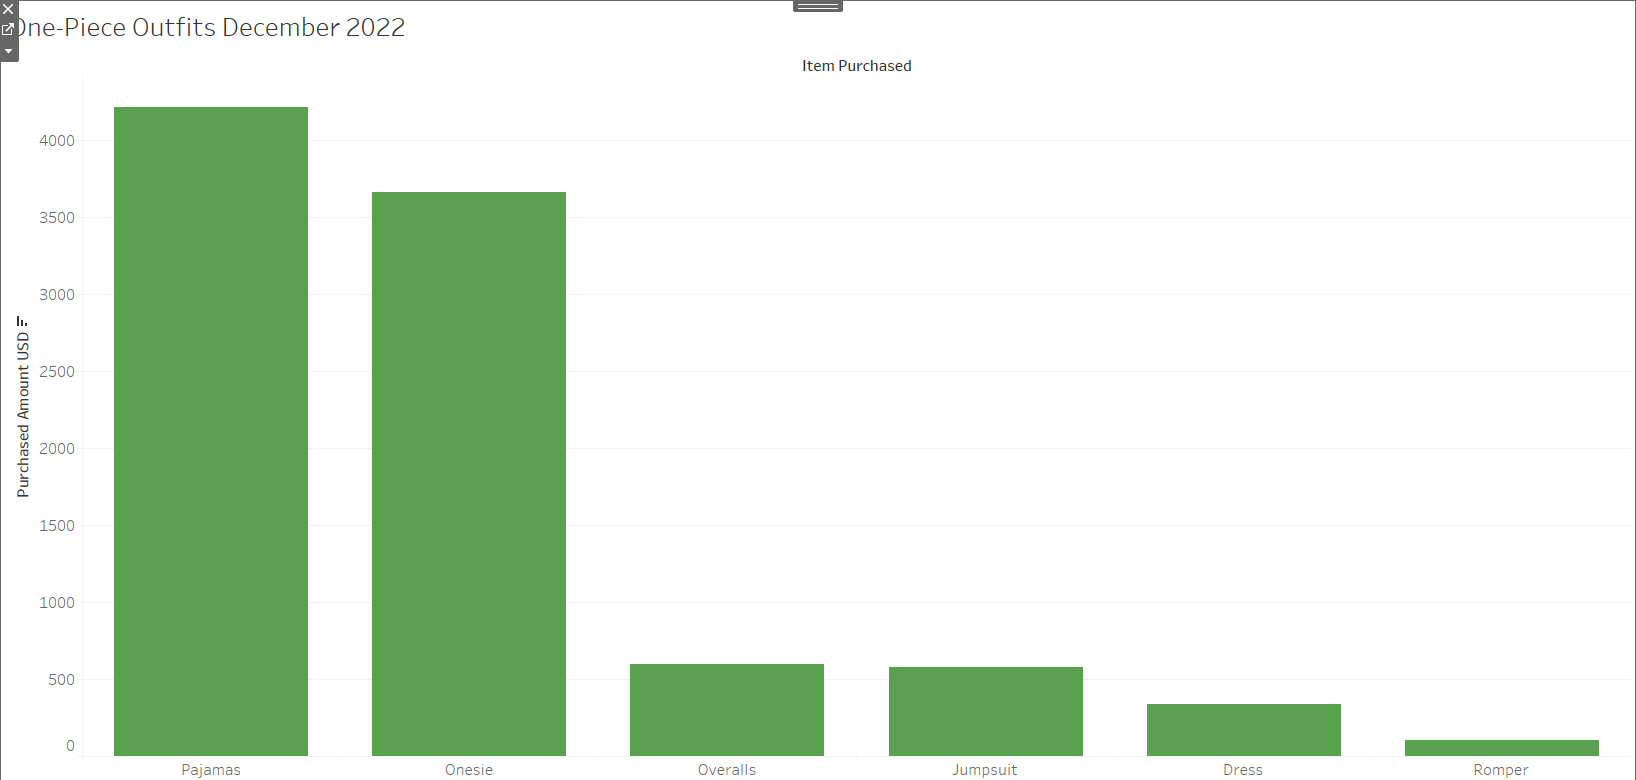 One-Piece Outfits December 2022
Item Purchased
Purchased Amount USD
4000
3500
3000
2500
2000
1500
1000
500
0
Pajamas
Onesie
Overalls
Jumpsuit
Dress
Romper